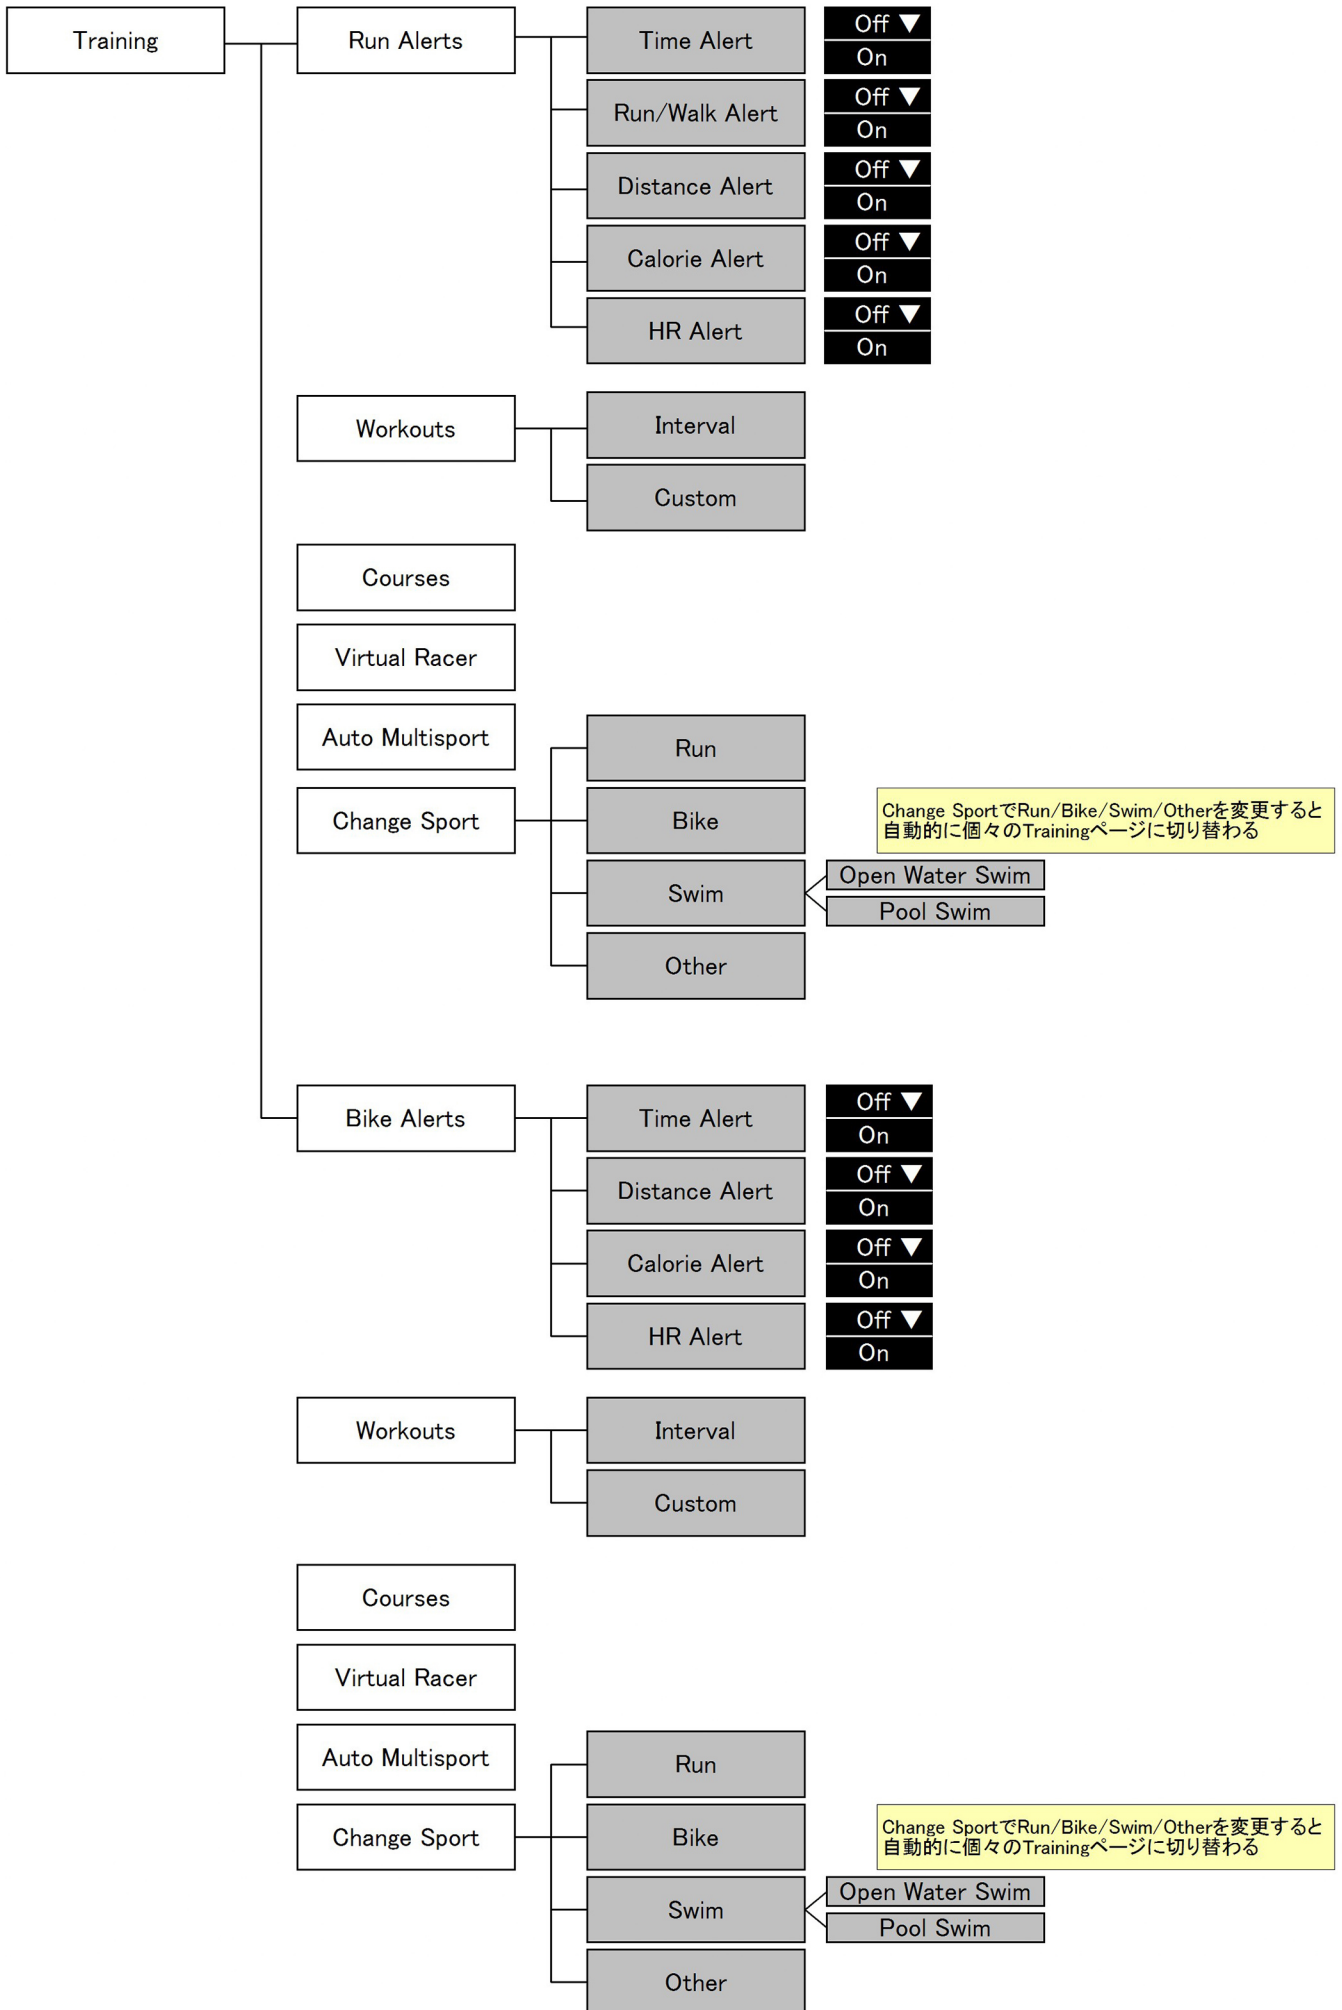 Training
Run Alerts
Time Alert
Off ▼
On
Run/Walk Alert
Off ▼
On
Distance Alert
Off ▼
On
Calorie Alert
Off ▼
On
HR Alert
Off ▼
On
Workouts
Interval
Custom
Courses
Virtual Racer
Auto Multisport
Change Sport
Run
Bike
Change SportでRun/Bike/Swim/Otherを変更すると
自動的に個々のTrainingページに切り替わる
Swim
Open Water Swim
Pool Swim
Other
Bike Alerts
Time Alert
Off ▼
On
Distance Alert
Off ▼
On
Calorie Alert
Off ▼
On
HR Alert
Off ▼
On
Workouts
Interval
Custom
Courses
Virtual Racer
Auto Multisport
Change Sport
Run
Bike
Change SportでRun/Bike/Swim/Otherを変更すると
自動的に個々のTrainingページに切り替わる
Swim
Open Water Swim
Pool Swim
Other